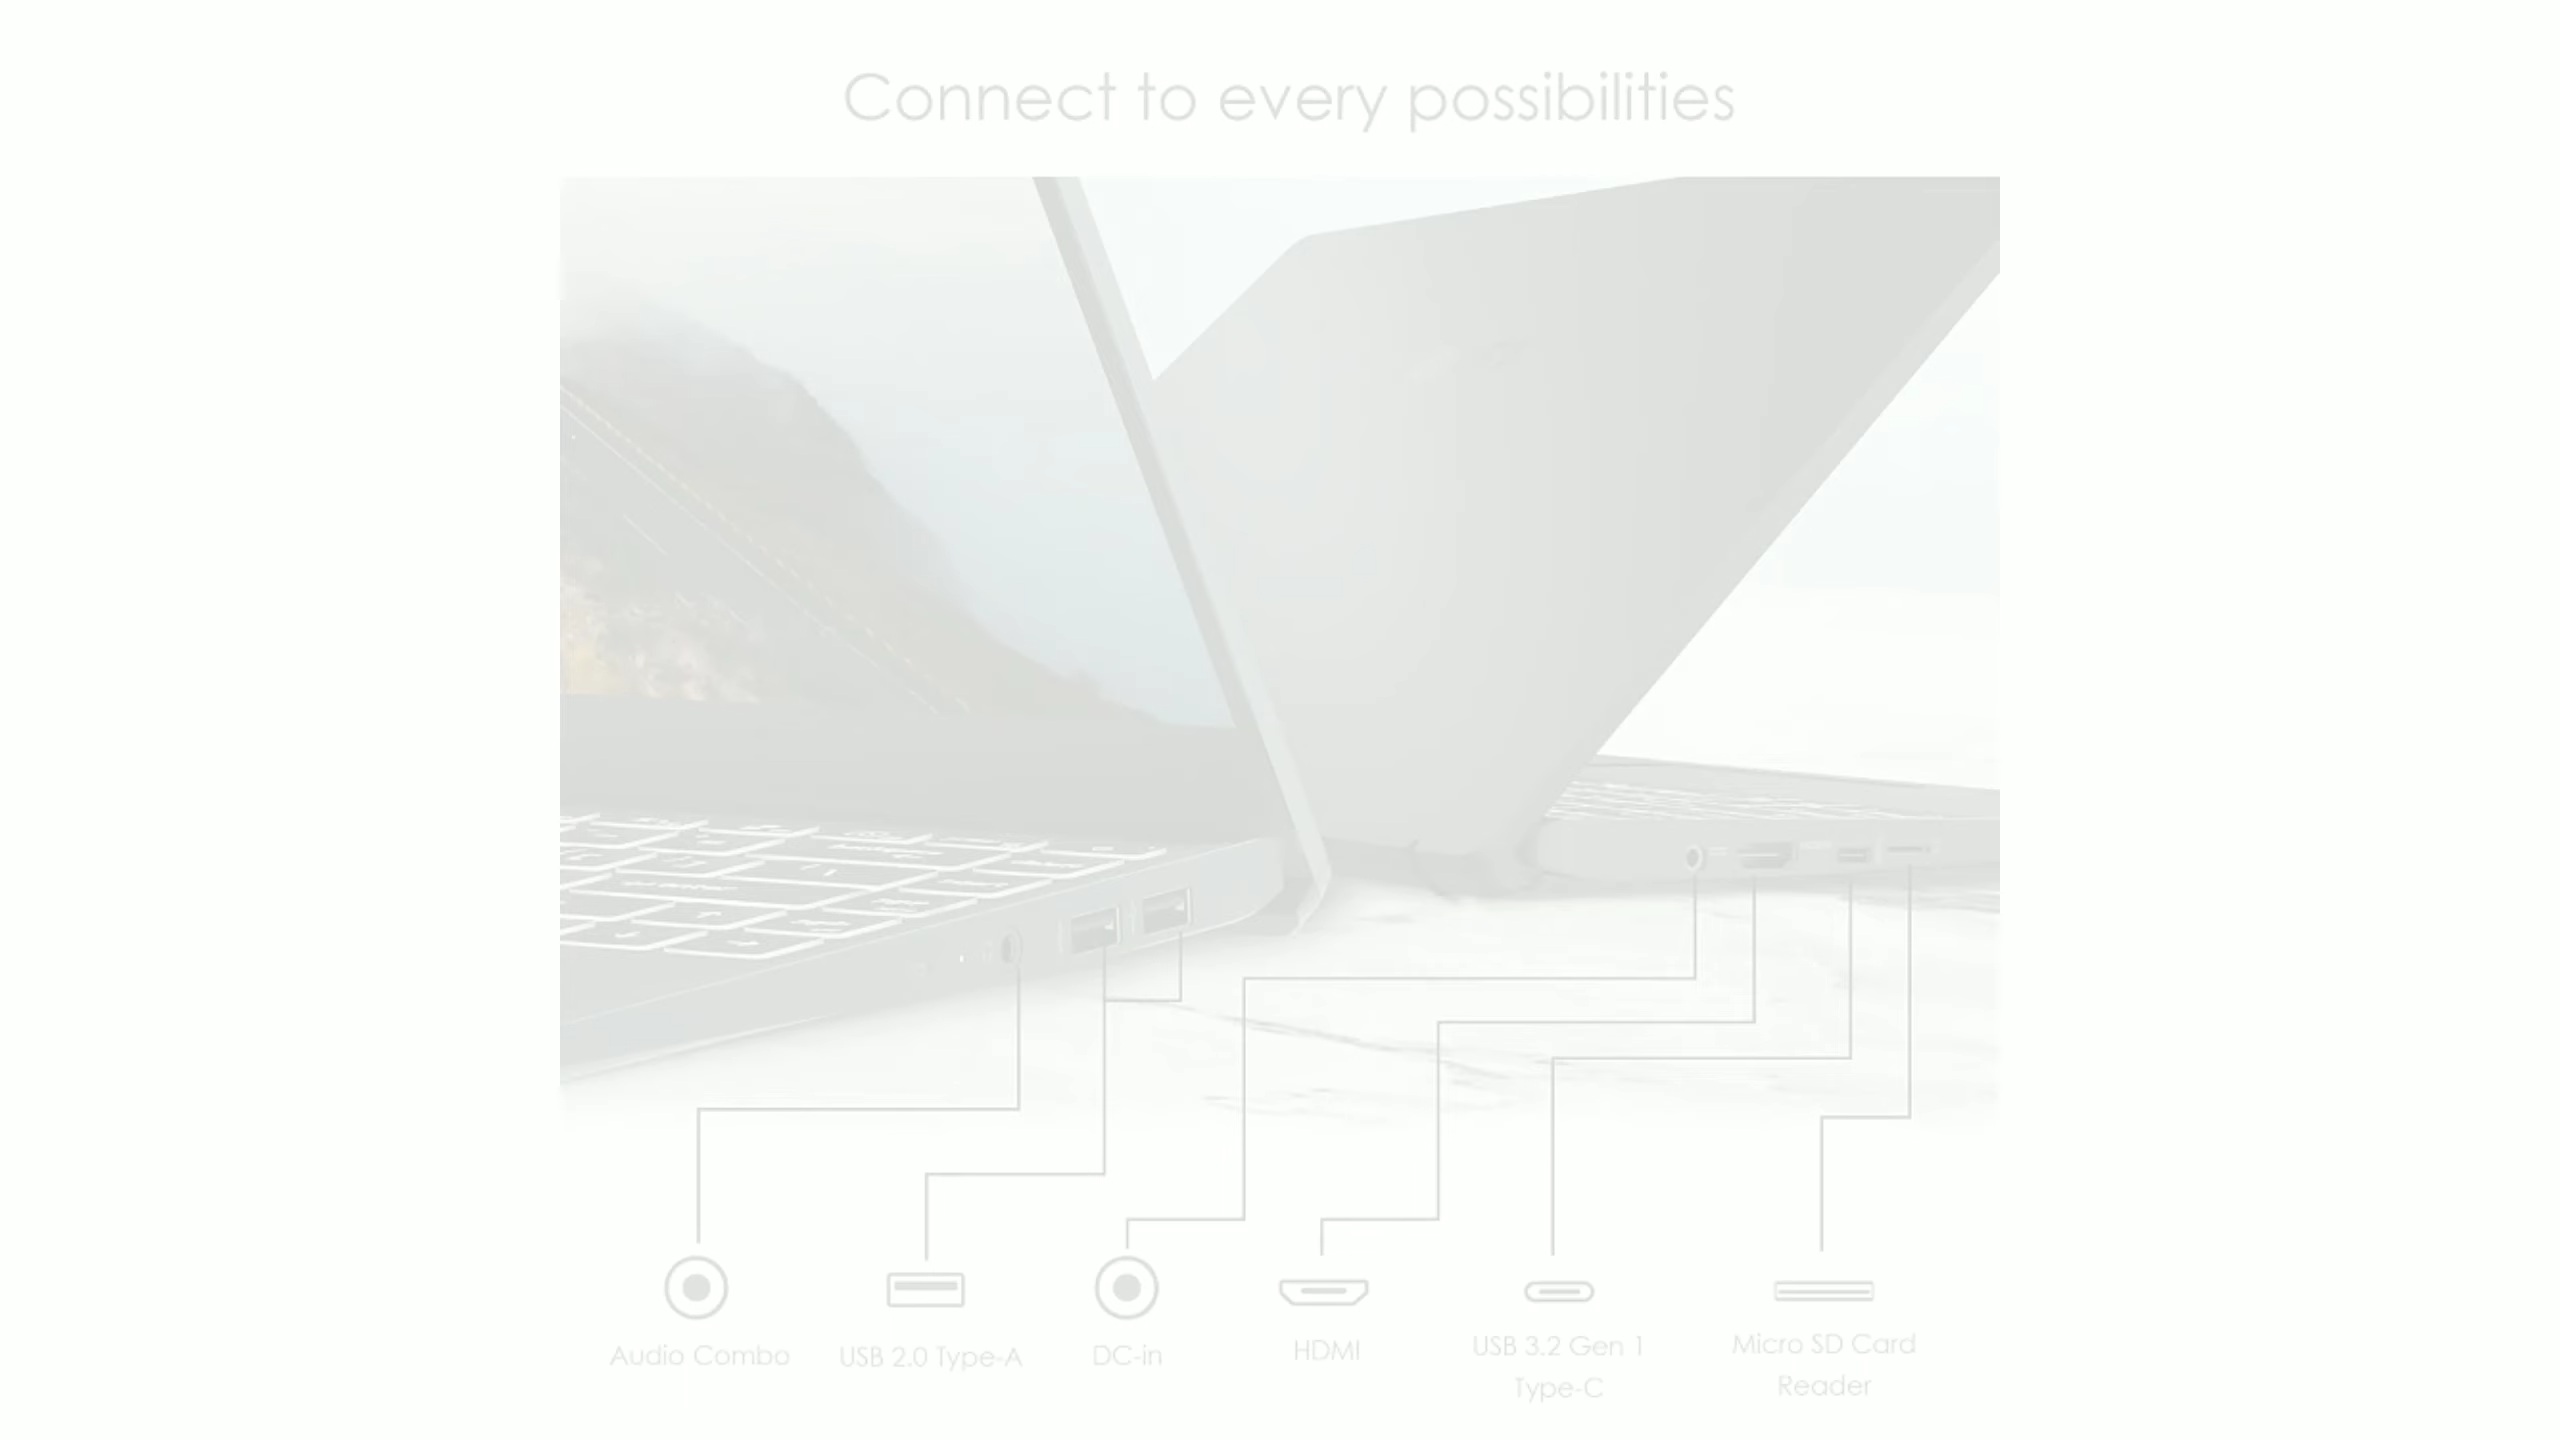 Connect to every possibilities
Audio Combo
USB 2.0 Type-A
DC-in
HDMI
USB 3.2 Gen 1
Type-C
Micro SD Card
Reader